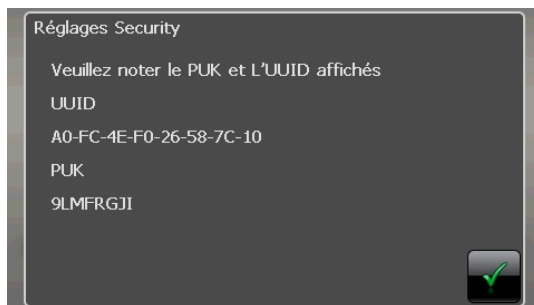 Réglages Security
Veuillez noter le PUK et L'UUID affichés
UUID
A0-FC-4E-F0-26-58-7C-10
PUK
9LMFRGJI